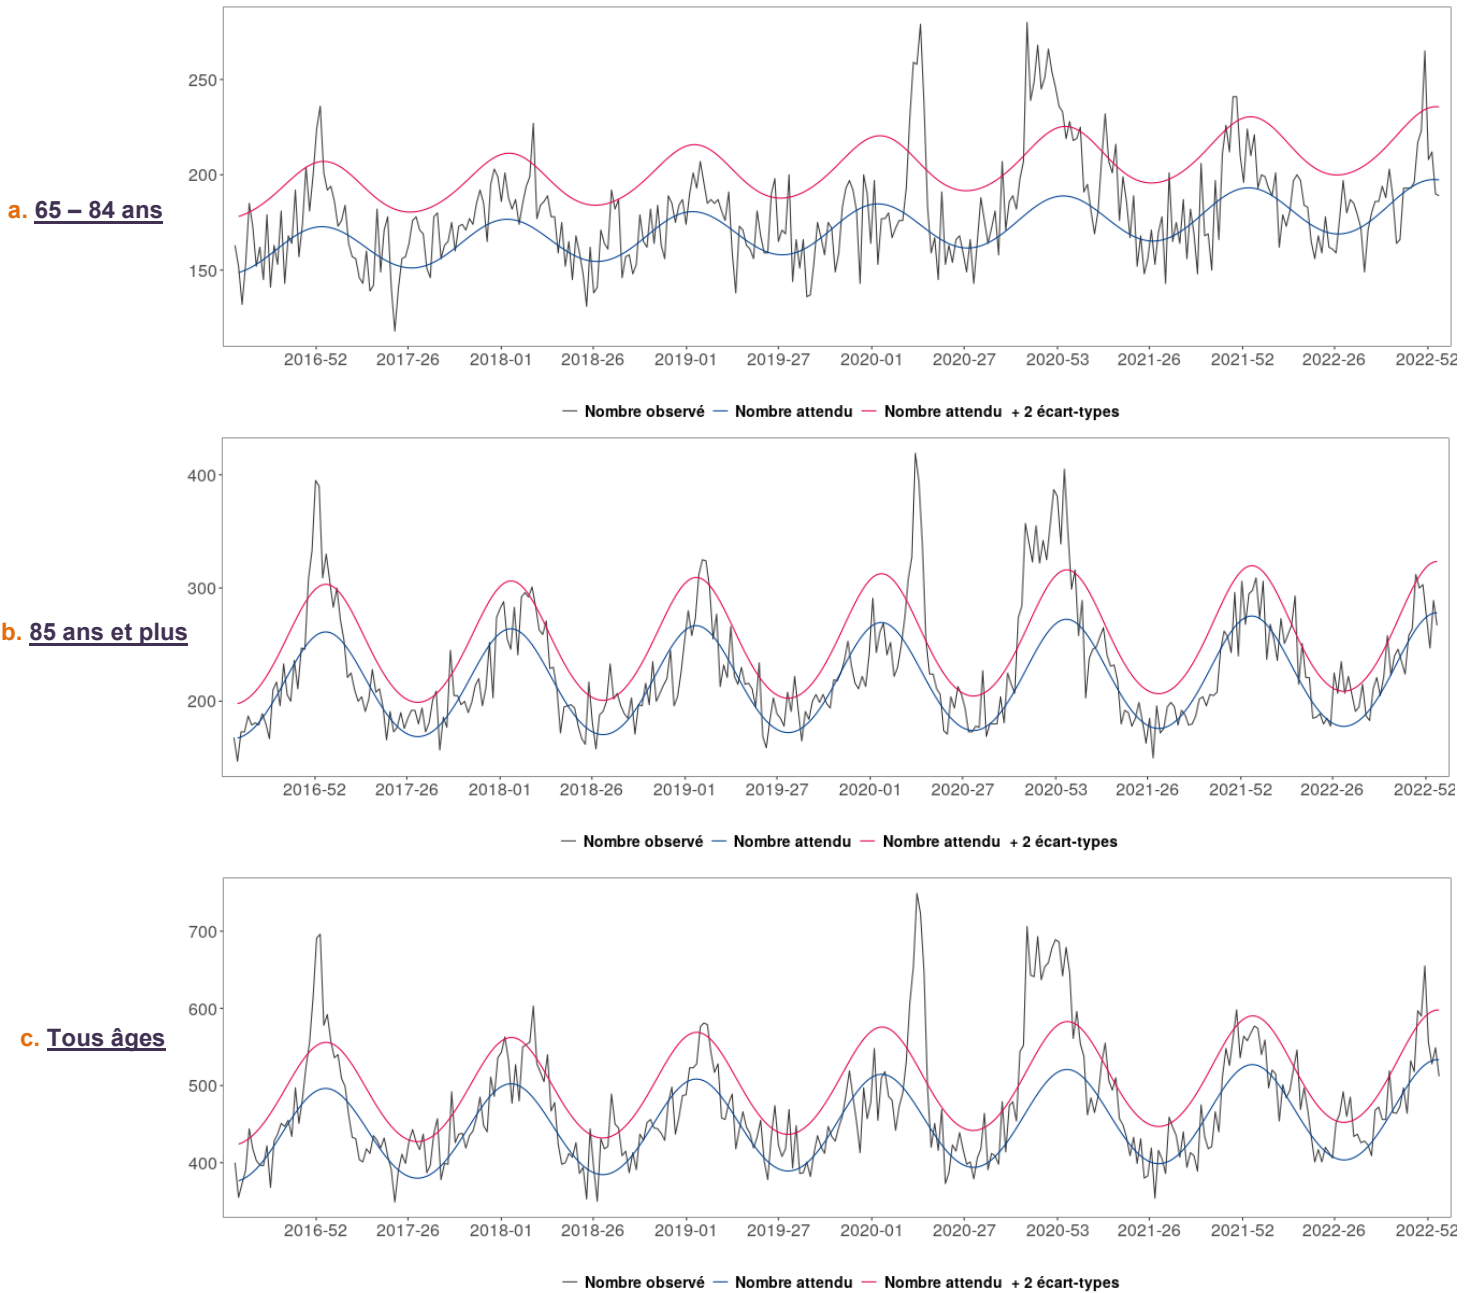 250
200
a. 65 – 84 ans
150
2016-52 2017-26 2018-01 2018-26 2019-01 2019-27 2020-01 2020-27 2020-53 2021-26 2021-52 2022-26 2022-52
Nombre observé Nombre attendu Nombre attendu + 2 écart-types
400
300
b. 85 ans et plus
200
2016-52 2017-26 2018-01 2018-26 2019-01 2019-27 2020-01 2020-27 2020-53 2021-26 2021-52 2022-26 2022-52
Nombre observé Nombre attendu Nombre attendu + 2 écart-types
700
600
c. Tous âges
500
400
2016-52 2017-26 2018-01 2018-26 2019-01 2019-27 2020-01 2020-27 2020-53 2021-26 2021-52 2022-26 2022-52
Nombre observé Nombre attendu Nombre attendu + 2 écart-types